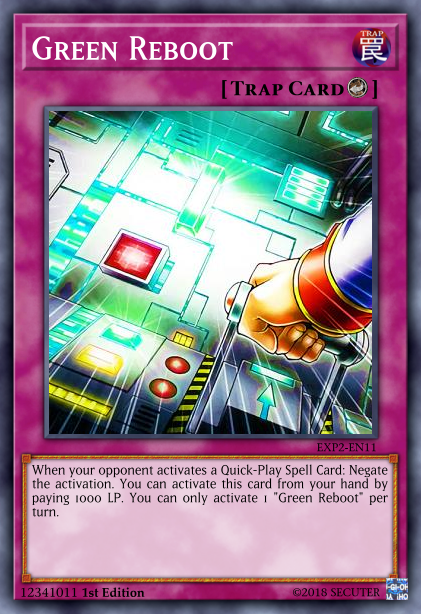 GREEN REBOOT
TRAP
罠
[TRAP CARD]
EXP2-EN11
When your opponent activates a Quick-Play Spell Card: Negate
the activation. You can activate this card from your hand by
paying 1000 LP. You can only activate 1 "Green Reboot" per
turn.
12341011 1st Edition
©2018 SECUTER